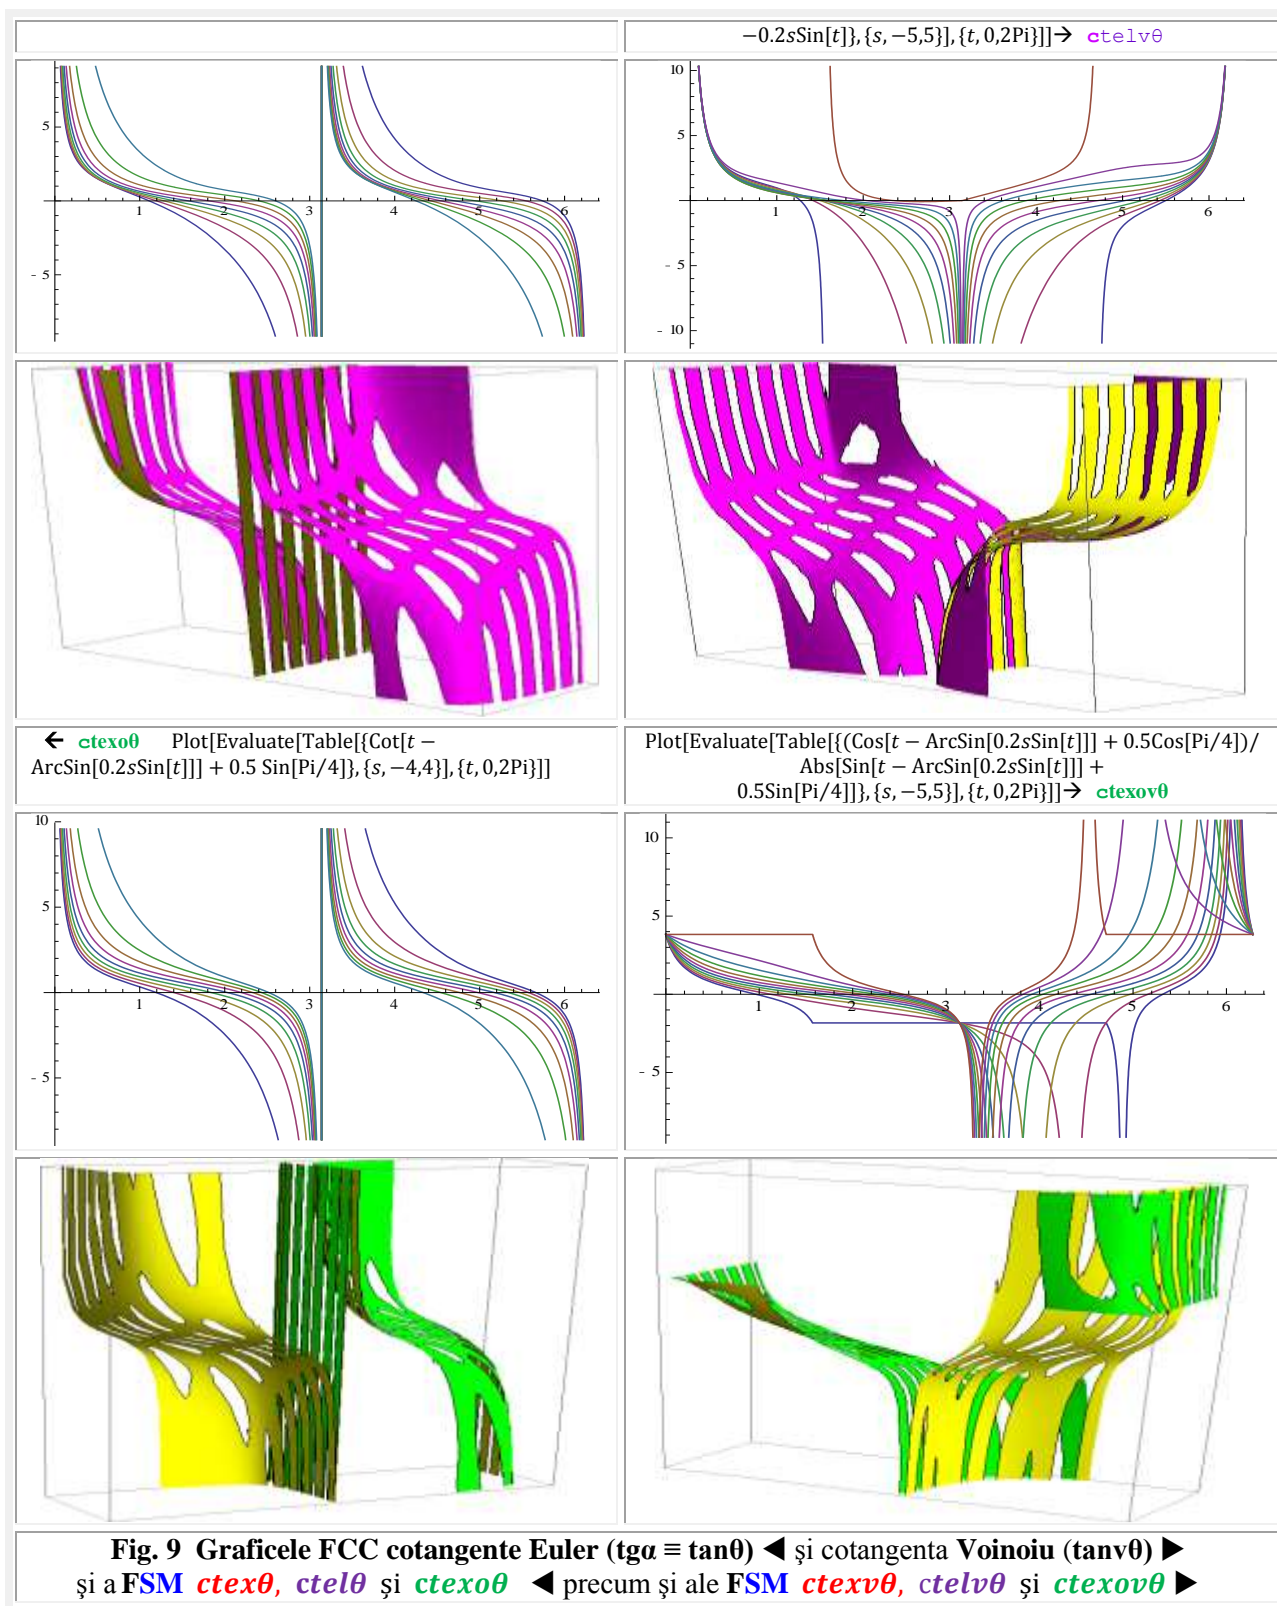 −0.2sSin[t]},{s,−5,5}],{t,0,2Pi}]]→ ctelvθ
5
1 2 3 4 5 6
- 5
10
5
1 2 3 4 5 6
- 5
- 10
← ctexoθ Plot[Evaluate[Table[{Cot[t −
ArcSin[0.2sSin[t]]] + 0.5 Sin[Pi/4]},{s,−4,4}],{t,0,2Pi}]]
Plot[Evaluate[Table[{(Cos[t − ArcSin[0.2sSin[t]]] + 0.5Cos[Pi/4])/
Abs[Sin[t − ArcSin[0.2sSin[t]]] +
0.5Sin[Pi/4]]},{s,−5,5}],{t,0,2Pi}]]→ ctexovθ
10
5
1 2 3 4 5 6
- 5
10
5
1 2 3 4 5 6
- 5
Fig. 9 Graficele FCC cotangente Euler (tgα ≡ tanθ) ◄ şi cotangenta Voinoiu (tanvθ) ►
şi a FSM ctexθ, ctelθ şi ctexoθ ◄ precum şi ale FSM ctexvθ, ctelvθ şi ctexovθ ►